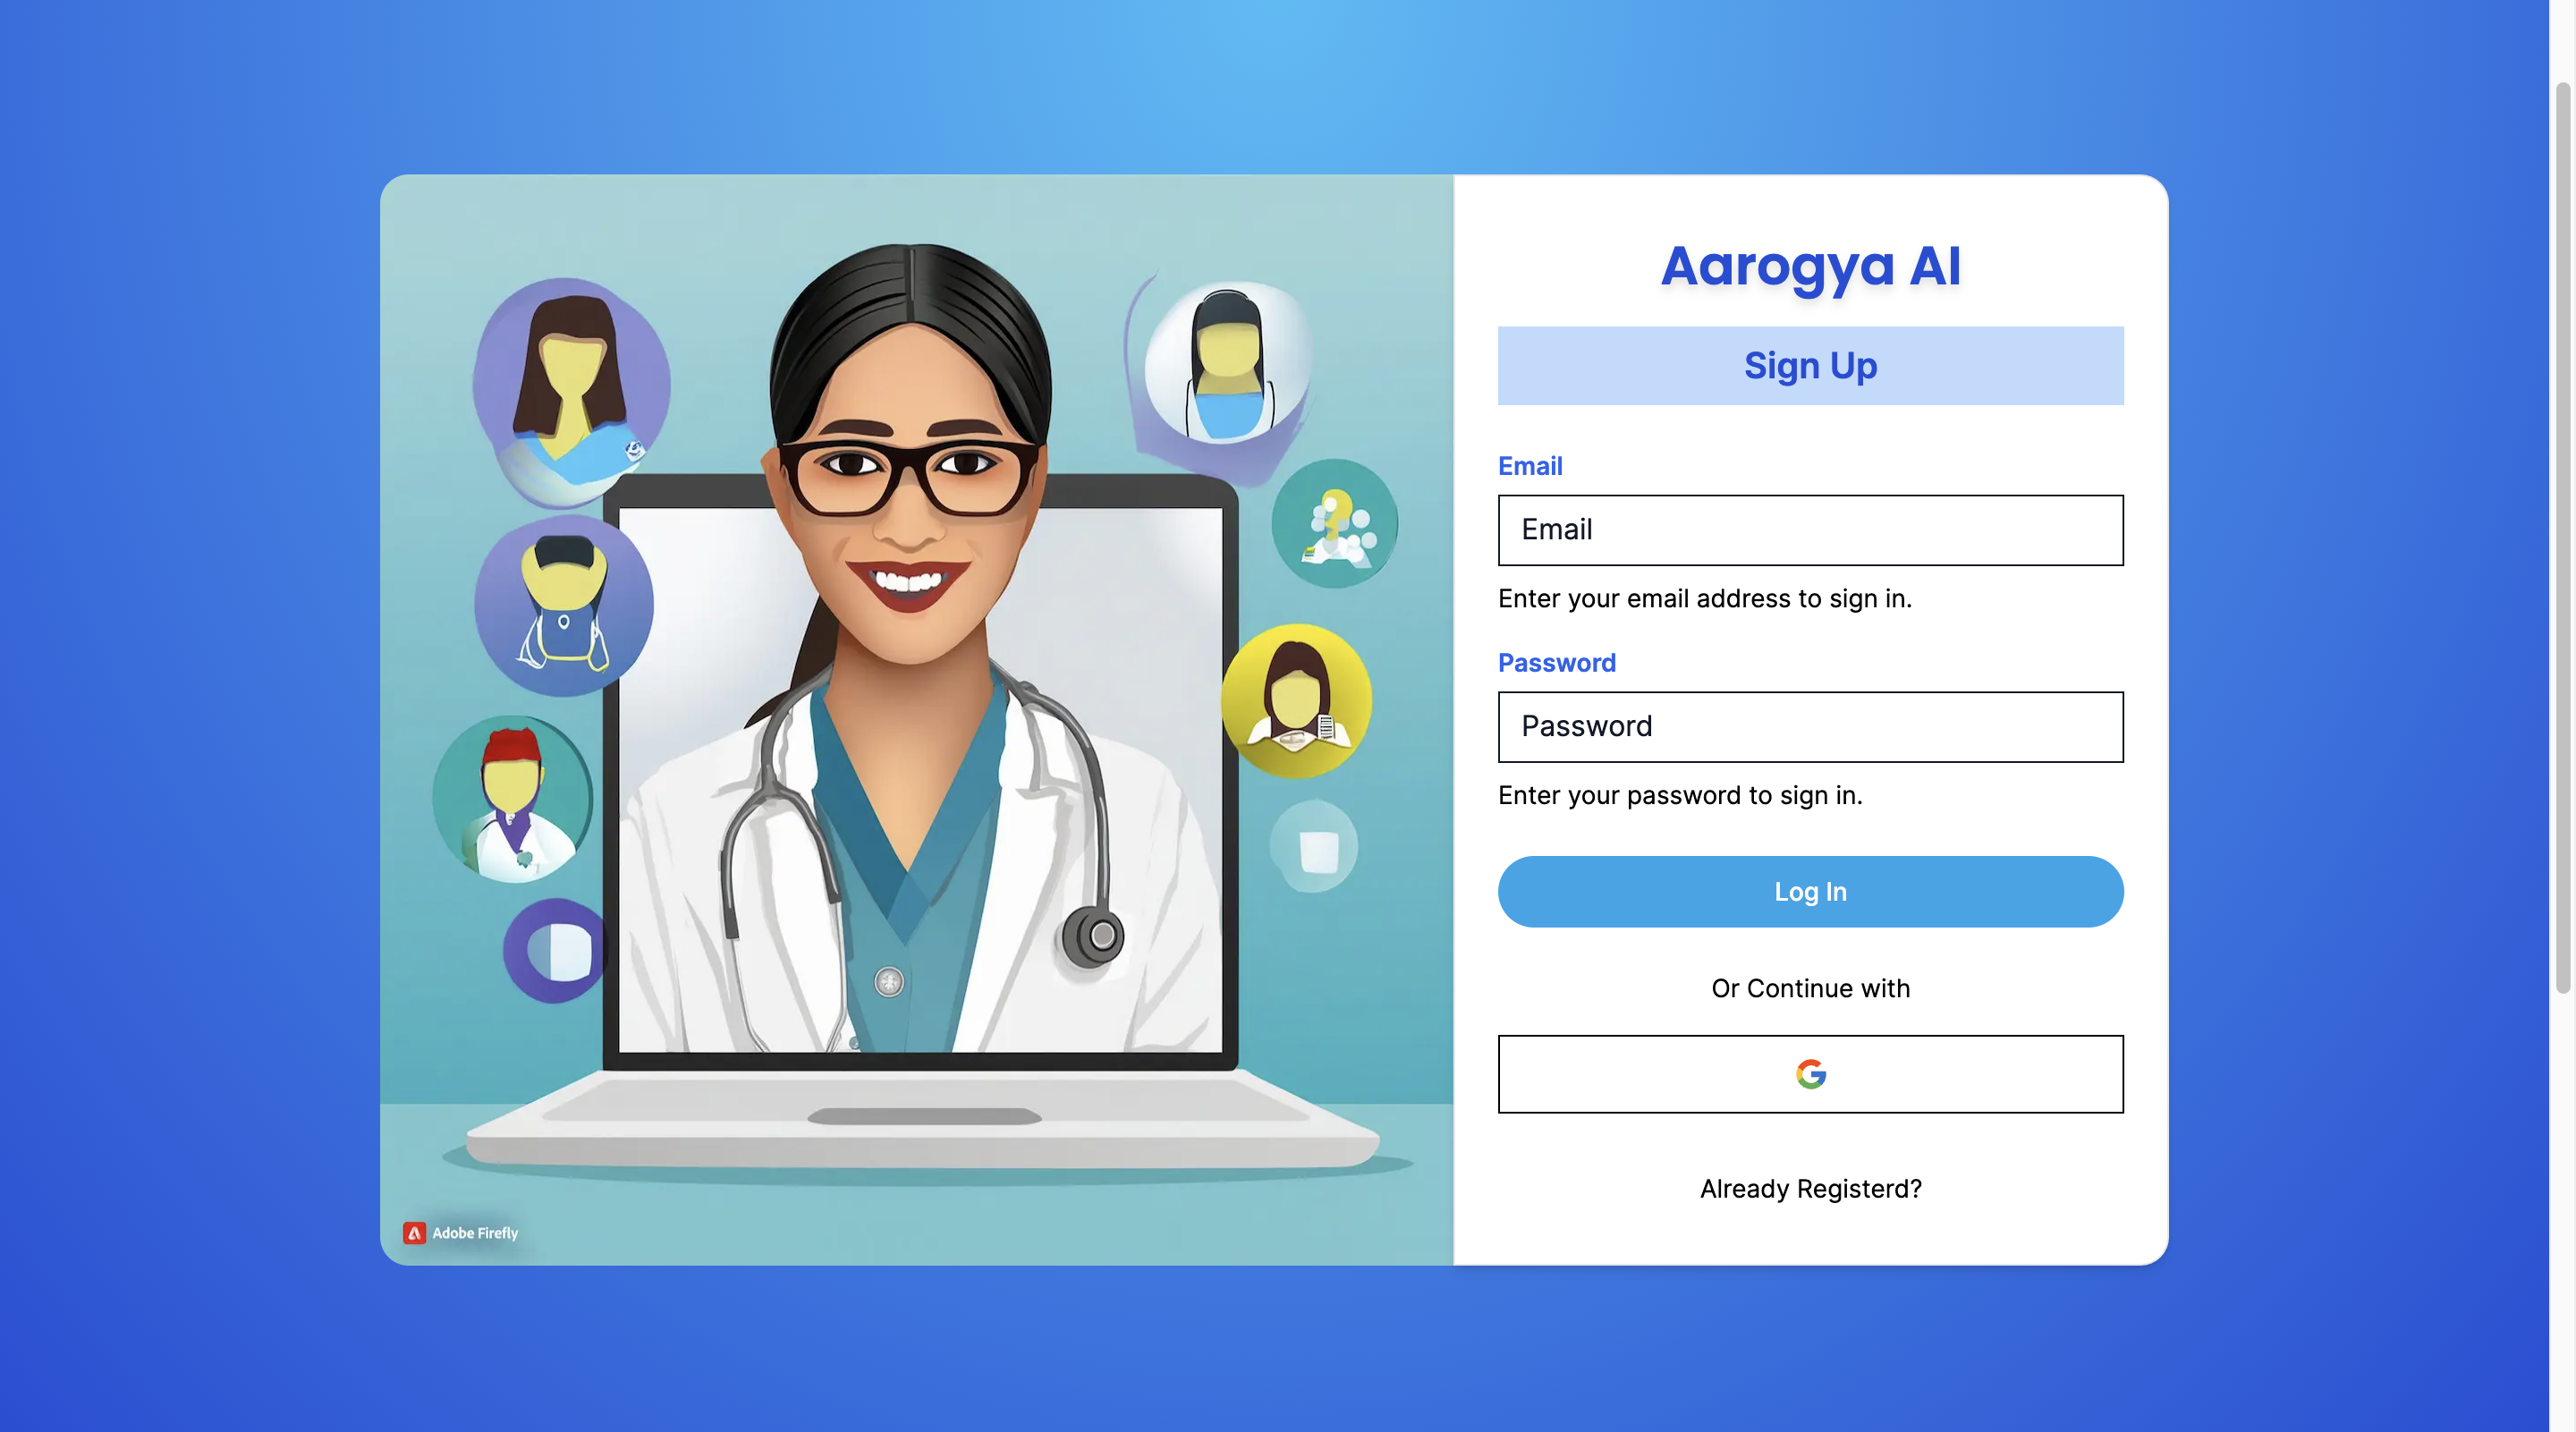 Aarogya AI
Sign Up
Email
Email
Enter your email address to sign in.
Password
Password
Enter your password to sign in.
Log In
Or Continue with
Already Registerd?
Adobe Firefly